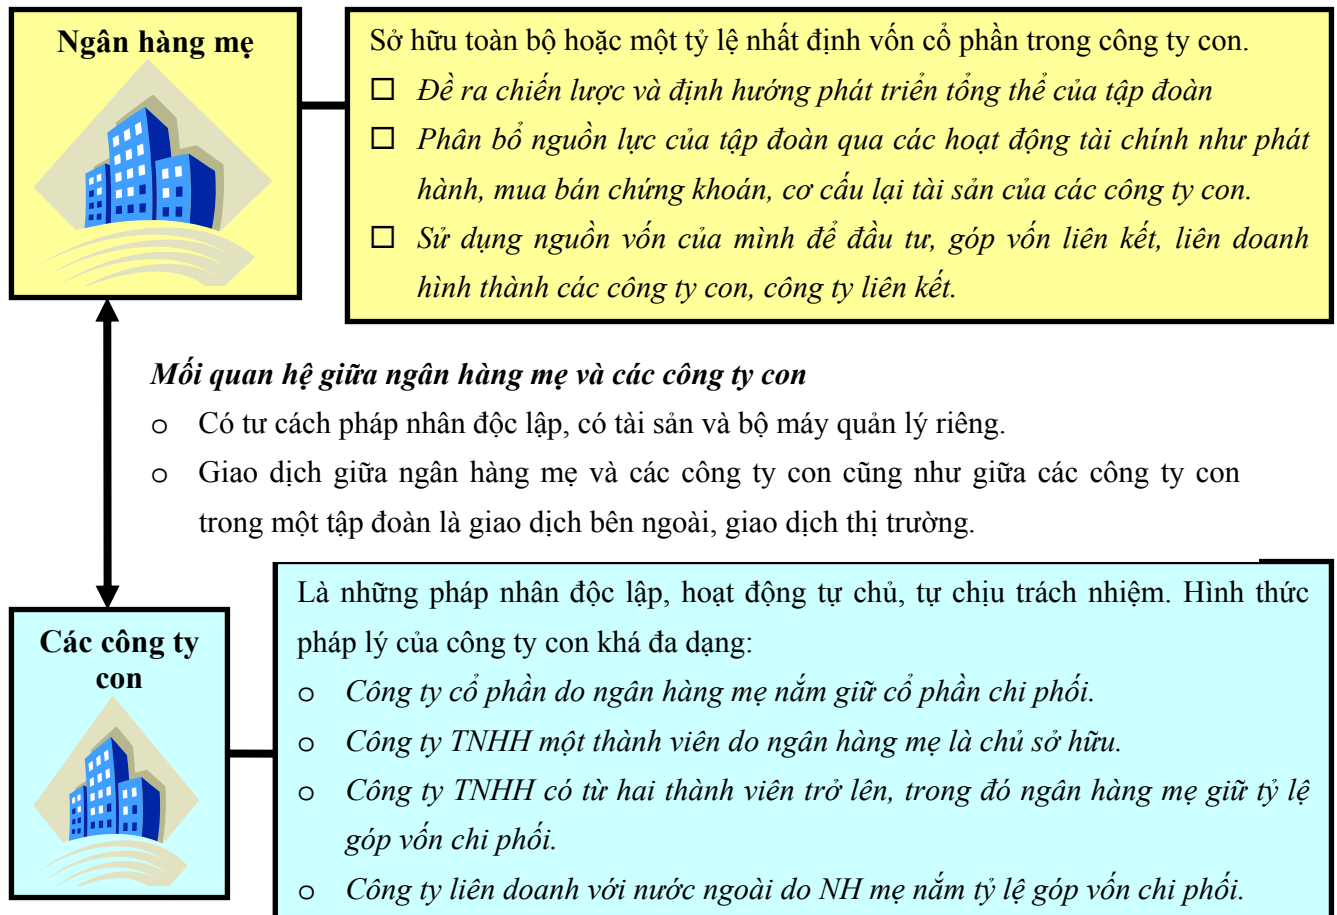 Ngân hàng mẹ
Sở hữu toàn bộ hoặc một tỷ lệ nhất định vốn cổ phần trong công ty con.
□ Đề ra chiến lược và định hướng phát triển tổng thể của tập đoàn
□ Phân bổ nguồn lực của tập đoàn qua các hoạt động tài chính như phát
hành, mua bán chứng khoán, cơ cấu lại tài sản của các công ty con.
□ Sử dụng nguồn vốn của mình để đầu tư, góp vốn liên kết, liên doanh
hình thành các công ty con, công ty liên kết.
Mối quan hệ giữa ngân hàng mẹ và các công ty con
o Có tư cách pháp nhân độc lập, có tài sản và bộ máy quản lý riêng.
o Giao dịch giữa ngân hàng mẹ và các công ty con cũng như giữa các công ty con
trong một tập đoàn là giao dịch bên ngoài, giao dịch thị trường.
Các công ty
con
Là những pháp nhân độc lập, hoạt động tự chủ, tự chịu trách nhiệm. Hình thức
pháp lý của công ty con khá đa dạng:
o Công ty cổ phần do ngân hàng mẹ nắm giữ cổ phần chi phối.
o Công ty TNHH một thành viên do ngân hàng mẹ là chủ sở hữu.
o Công ty TNHH có từ hai thành viên trở lên, trong đó ngân hàng mẹ giữ tỷ lệ
góp vốn chi phối.
o Công ty liên doanh với nước ngoài do NH mẹ nắm tỷ lệ góp vốn chi phối.